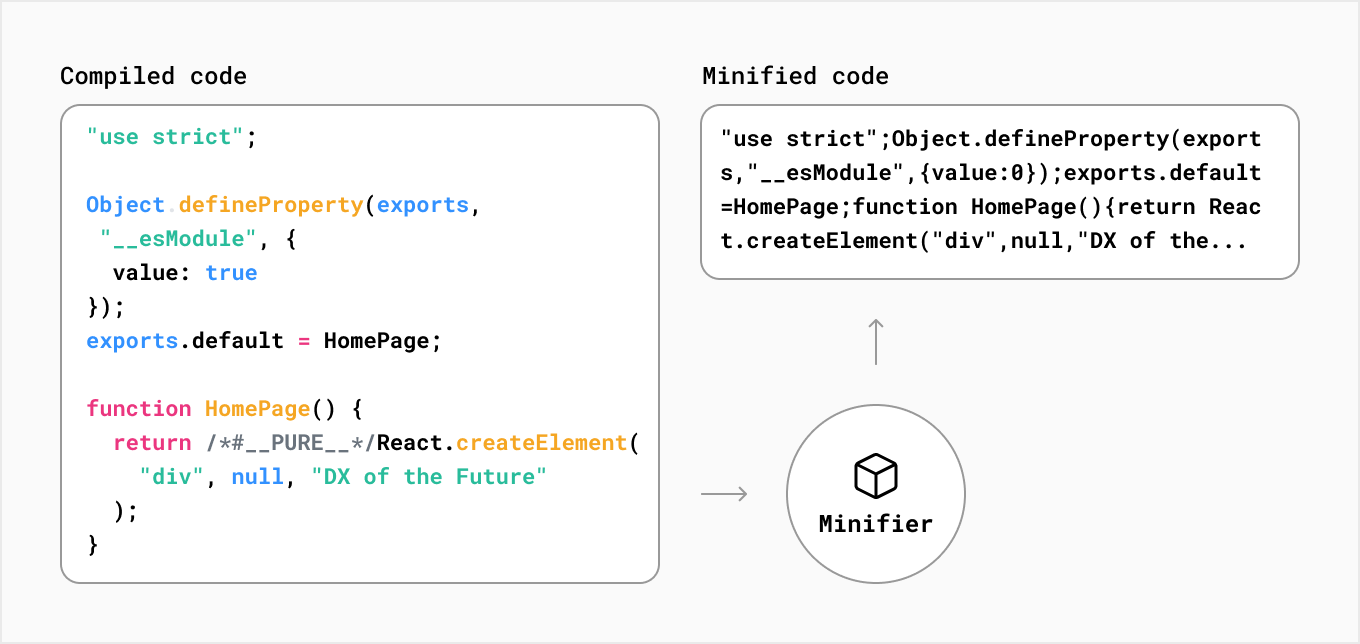 Compiled code
"use strict";
Object.defineProperty(exports,
"__esModule", {
value: true
});
exports.default = HomePage;
function HomePage() {
return /*#__PURE__*/React.createElement(
"div", null, "DX of the Future"
);
}
Minified code
"use strict";Object.defineProperty(export
s,"__esModule",{value:0});exports.default
=HomePage;function HomePage(){return Reac
t.createElement("div",null,"DX of the...
Minifier